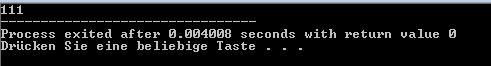 111
--------------------------------
Process exited after 0.004008 seconds with return value 0
Drücken Sie eine beliebige Taste . . .